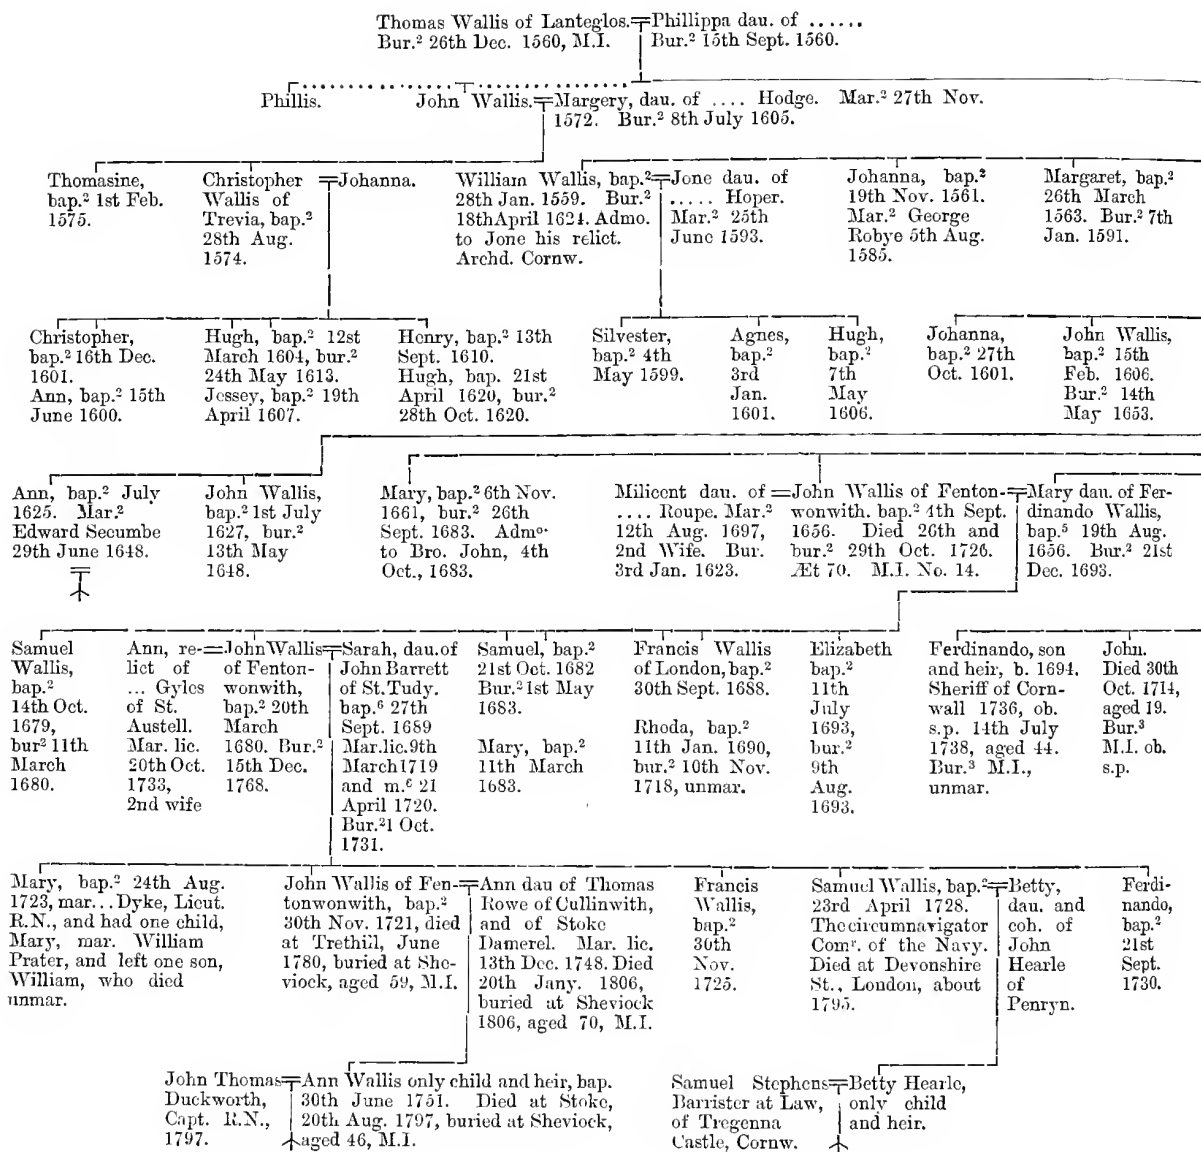 Thomas Wallis of Lanteglos.=Phillippa dau. of ......
Bur.² 26th Dec. 1560, M.I. Bur.² 15th Sept. 1560.
Phillis. John Wallis.=Margery, dau. of .... Hodge. Mar.² 27th Nov.
1572. Bur.² 8th July 1605.
Thomasine,
bap.² 1st Feb.
1575.
Christopher =Johanna.
Wallis of
Trevia, bap.²
28th Aug.
1574.
William Wallis, bap.²=Jone dau. of
28th Jan. 1559. Bur.² ..... Hoper.
18th April 1624. Admo. Mar.² 25th
to Jone his relict. June 1593.
Archd. Cornw.
Johanna, bap.²
19th Nov. 1561.
Mar.² George
Robye 5th Aug.
1585.
Margaret, bap.²
26th March
1563. Bur.² 7th
Jan. 1591.
Christopher,
bap.² 16th Dec.
1601.
Ann, bap.² 15th
June 1600.
Hugh, bap.² 12st
March 1604, bur.²
24th May 1613.
Jessey, bap.² 19th
April 1607.
Henry, bap.² 13th
Sept. 1610.
Hugh, bap. 21st
April 1620, bur.²
28th Oct. 1620.
Silvester,
bap.² 4th
May 1599.
Agnes,
bap.²
3rd
Jan.
1601.
Hugh,
bap.²
7th
May
1606.
Johanna,
bap.² 27th
Oct. 1601.
John Wallis,
bap.² 15th
Feb. 1606.
Bur.² 14th
May 1653.
Ann, bap.² July
1625. Mar.²
Edward Secumbe
29th June 1648.
John Wallis,
bap.² 1st July
1627, bur.²
13th May
1648.
Mary, bap.² 6th Nov.
1661, bur.² 26th
Sept. 1683. Admo.
to Bro. John, 4th
Oct., 1683.
Milicent dau. of =John Wallis of Fenton-=Mary dau. of Fer-
.... Roupe. Mar.² wonwith. bap.² 4th Sept. dinando Wallis,
12th Aug. 1697, 1656. Died 26th and bap.⁵ 19th Aug.
2nd Wife. Bur. bur.² 29th Oct. 1726. 1656. Bur.² 21st
3rd Jan. 1623. Æt 70. M.I. No. 14. Dec. 1693.
Samuel
Wallis,
bap.²
14th Oct.
1679,
bur² 11th
March
1680.
Ann, re-=John Wallis=Sarah, dau. of
lict of of Fenton- John Barrett
... Gyles wonwith, of St. Tudy.
of St. bap.² 20th bap.⁶ 27th
Austell. March Sept. 1689
Mar. lic. 1680. Bur.² Mar. lic. 9th
20th Oct. 15th Dec. March 1719
1733, 1768. and m.⁶ 21
2nd wife April 1720.
Bur.² 1 Oct.
1731.
Samuel, bap.²
21st Oct. 1682
Bur.² 1st May
1683.
Mary, bap.²
11th March
1683.
Francis Wallis
of London, bap.²
30th Sept. 1688.
Rhoda, bap.²
11th Jan. 1690,
bur.² 10th Nov.
1718, unmar.
Elizabeth
bap.²
11th
July
1693,
bur.²
9th
Aug.
1693.
Ferdinando, son
and heir, b. 1694.
Sheriff of Corn-
wall 1736, ob.
s.p. 14th July
1738, aged 44.
Bur.³ M.I.,
unmar.
John.
Died 30th
Oct. 1714,
aged 19.
Bur.³
M.I. ob.
s.p.
Mary, bap.² 24th Aug.
1723, mar... Dyke, Lieut.
R.N., and had one child,
Mary, mar. William
Prater, and left one son,
William, who died
unmar.
John Wallis of Fen-=Ann dau of Thomas
tonwonwith, bap.² Rowe of Cullinwith,
30th Nov. 1721, died and of Stoke
at Trethill, June Damerel. Mar. lic.
1780, buried at She- 13th Dec. 1748. Died
viock, aged 59, M.I. 20th Jany. 1806,
buried at Sheviock
1806, aged 70, M.I.
Francis
Wallis,
bap.²
30th
Nov.
1725.
Samuel Wallis, bap.²=Betty,
23rd April 1728. dau. and
The circumnavigator coh. of
Comr. of the Navy. John
Died at Devonshire Hearle
St., London, about of
1795. Penryn.
Ferdi-
nando,
bap.²
21st
Sept.
1730.
John Thomas=Ann Wallis only child and heir, bap.
Duckworth, 30th June 1751. Died at Stoke,
Capt. R.N., 20th Aug. 1797, buried at Sheviock,
1797. aged 46, M.I.
Samuel Stephens=Betty Hearle,
Barrister at Law, only child
of Tregenna and heir.
Castle, Cornw.